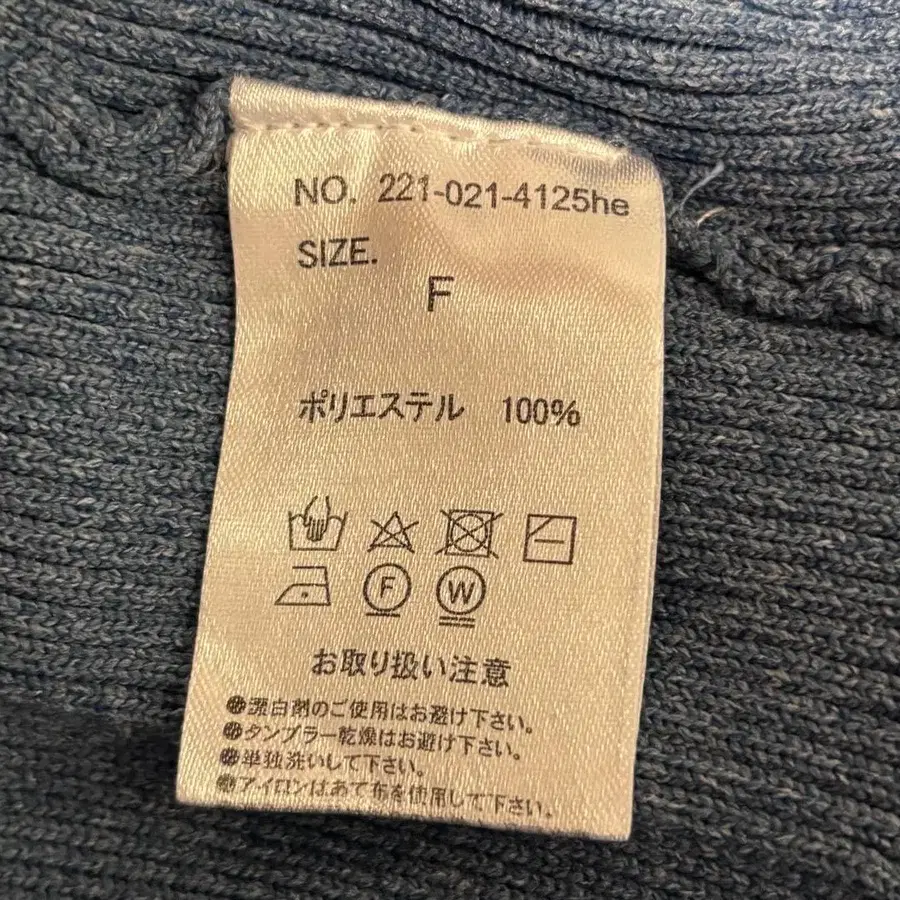 NO. 221-021-4125he
SIZE.
F
ポリエステル 100%
F W
お取り扱い注意
●漂白剤のご使用はお避け下さい。
●タンブラー乾燥はお避け下さい。
●単独洗いして下さい。
●アイロンはあて布を使用して下さい。